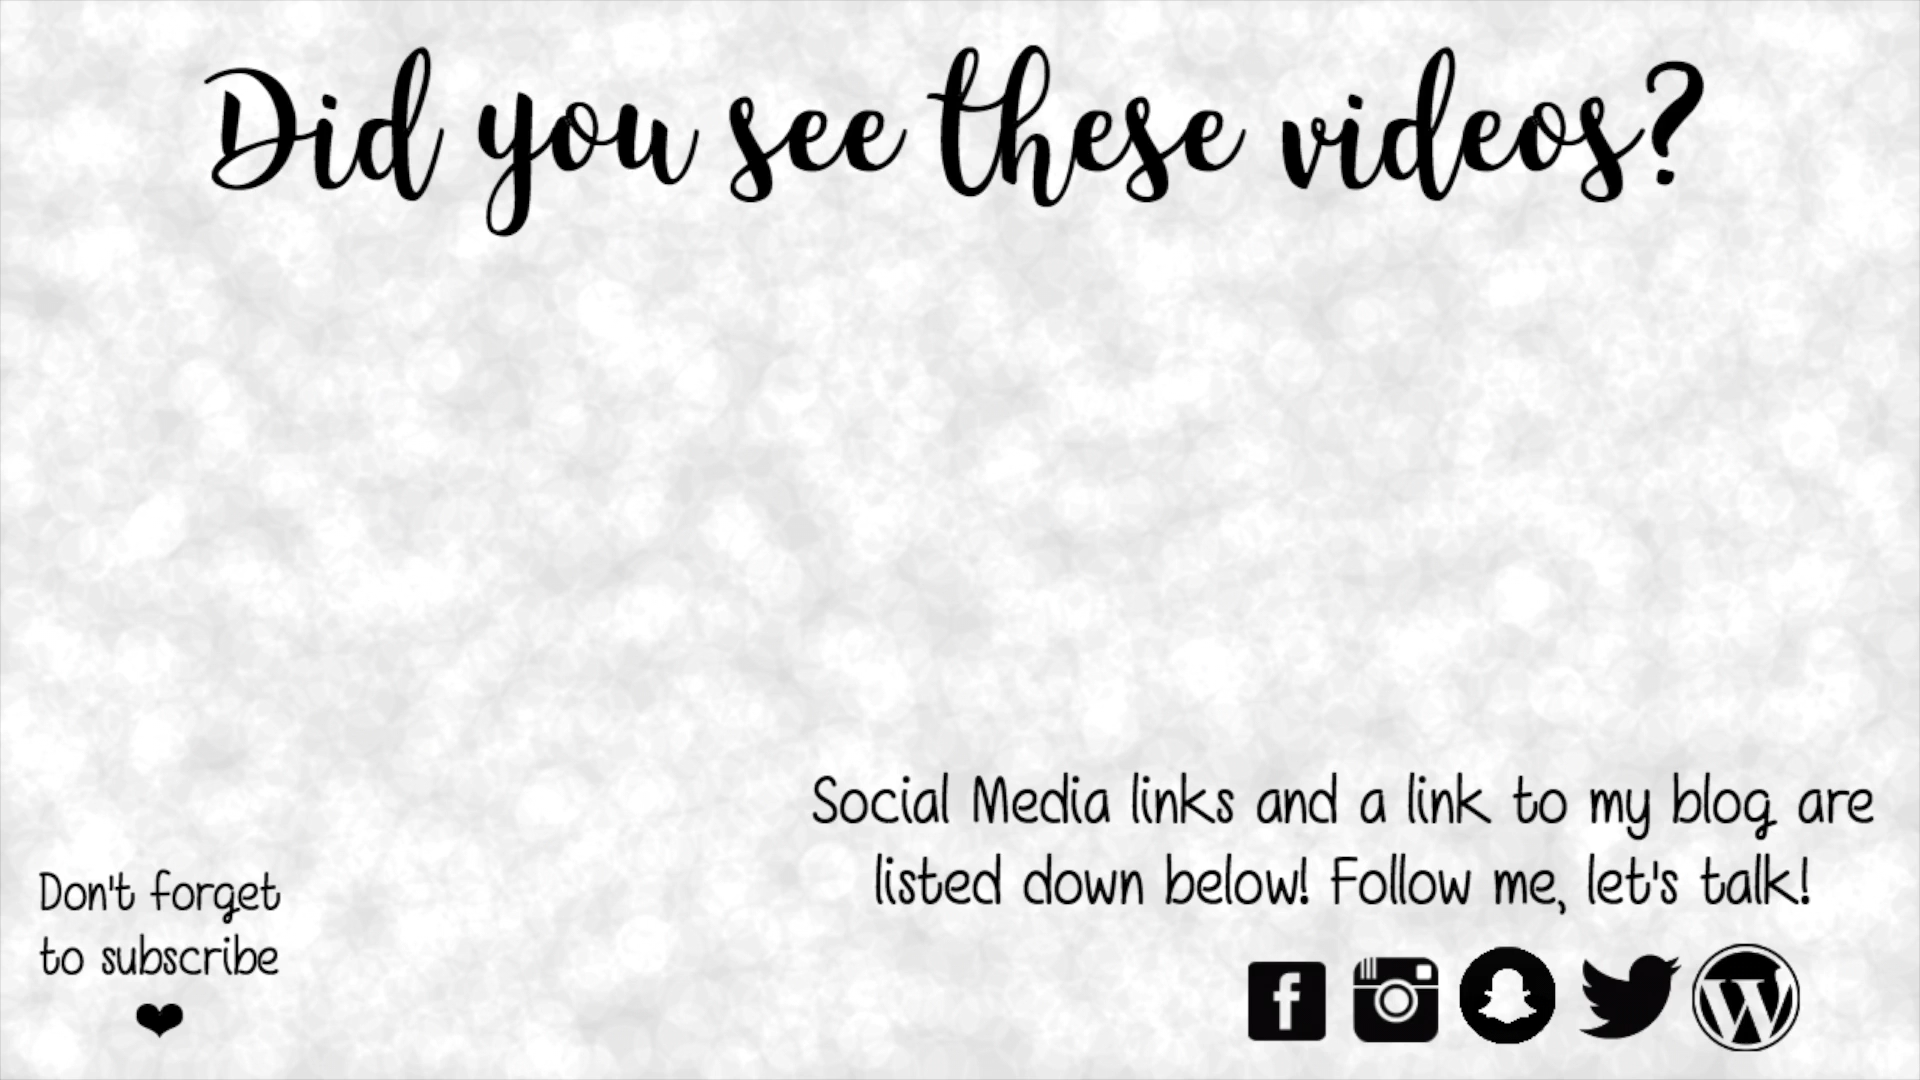 Did you see these videos?
Social Media links and a link to my blog are
listed down below! Follow me, let's talk!
Don't forget
to subscribe